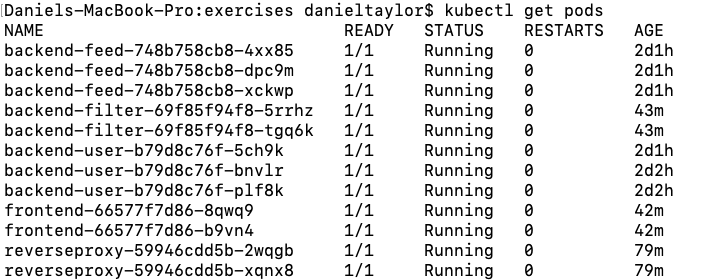 Daniels-MacBook-Pro:exercises danieltaylor$ kubectl get pods
NAME READY STATUS RESTARTS AGE
backend-feed-748b758cb8-4xx85 1/1 Running 0 2d1h
backend-feed-748b758cb8-dpc9m 1/1 Running 0 2d1h
backend-feed-748b758cb8-xckwp 1/1 Running 0 2d1h
backend-filter-69f85f94f8-5rrhz 1/1 Running 0 43m
backend-filter-69f85f94f8-tgq6k 1/1 Running 0 43m
backend-user-b79d8c76f-5ch9k 1/1 Running 0 2d1h
backend-user-b79d8c76f-bnvlr 1/1 Running 0 2d2h
backend-user-b79d8c76f-plf8k 1/1 Running 0 2d2h
frontend-66577f7d86-8qwq9 1/1 Running 0 42m
frontend-66577f7d86-b9vn4 1/1 Running 0 42m
reverseproxy-59946cdd5b-2wqgb 1/1 Running 0 79m
reverseproxy-59946cdd5b-xqnx8 1/1 Running 0 79m